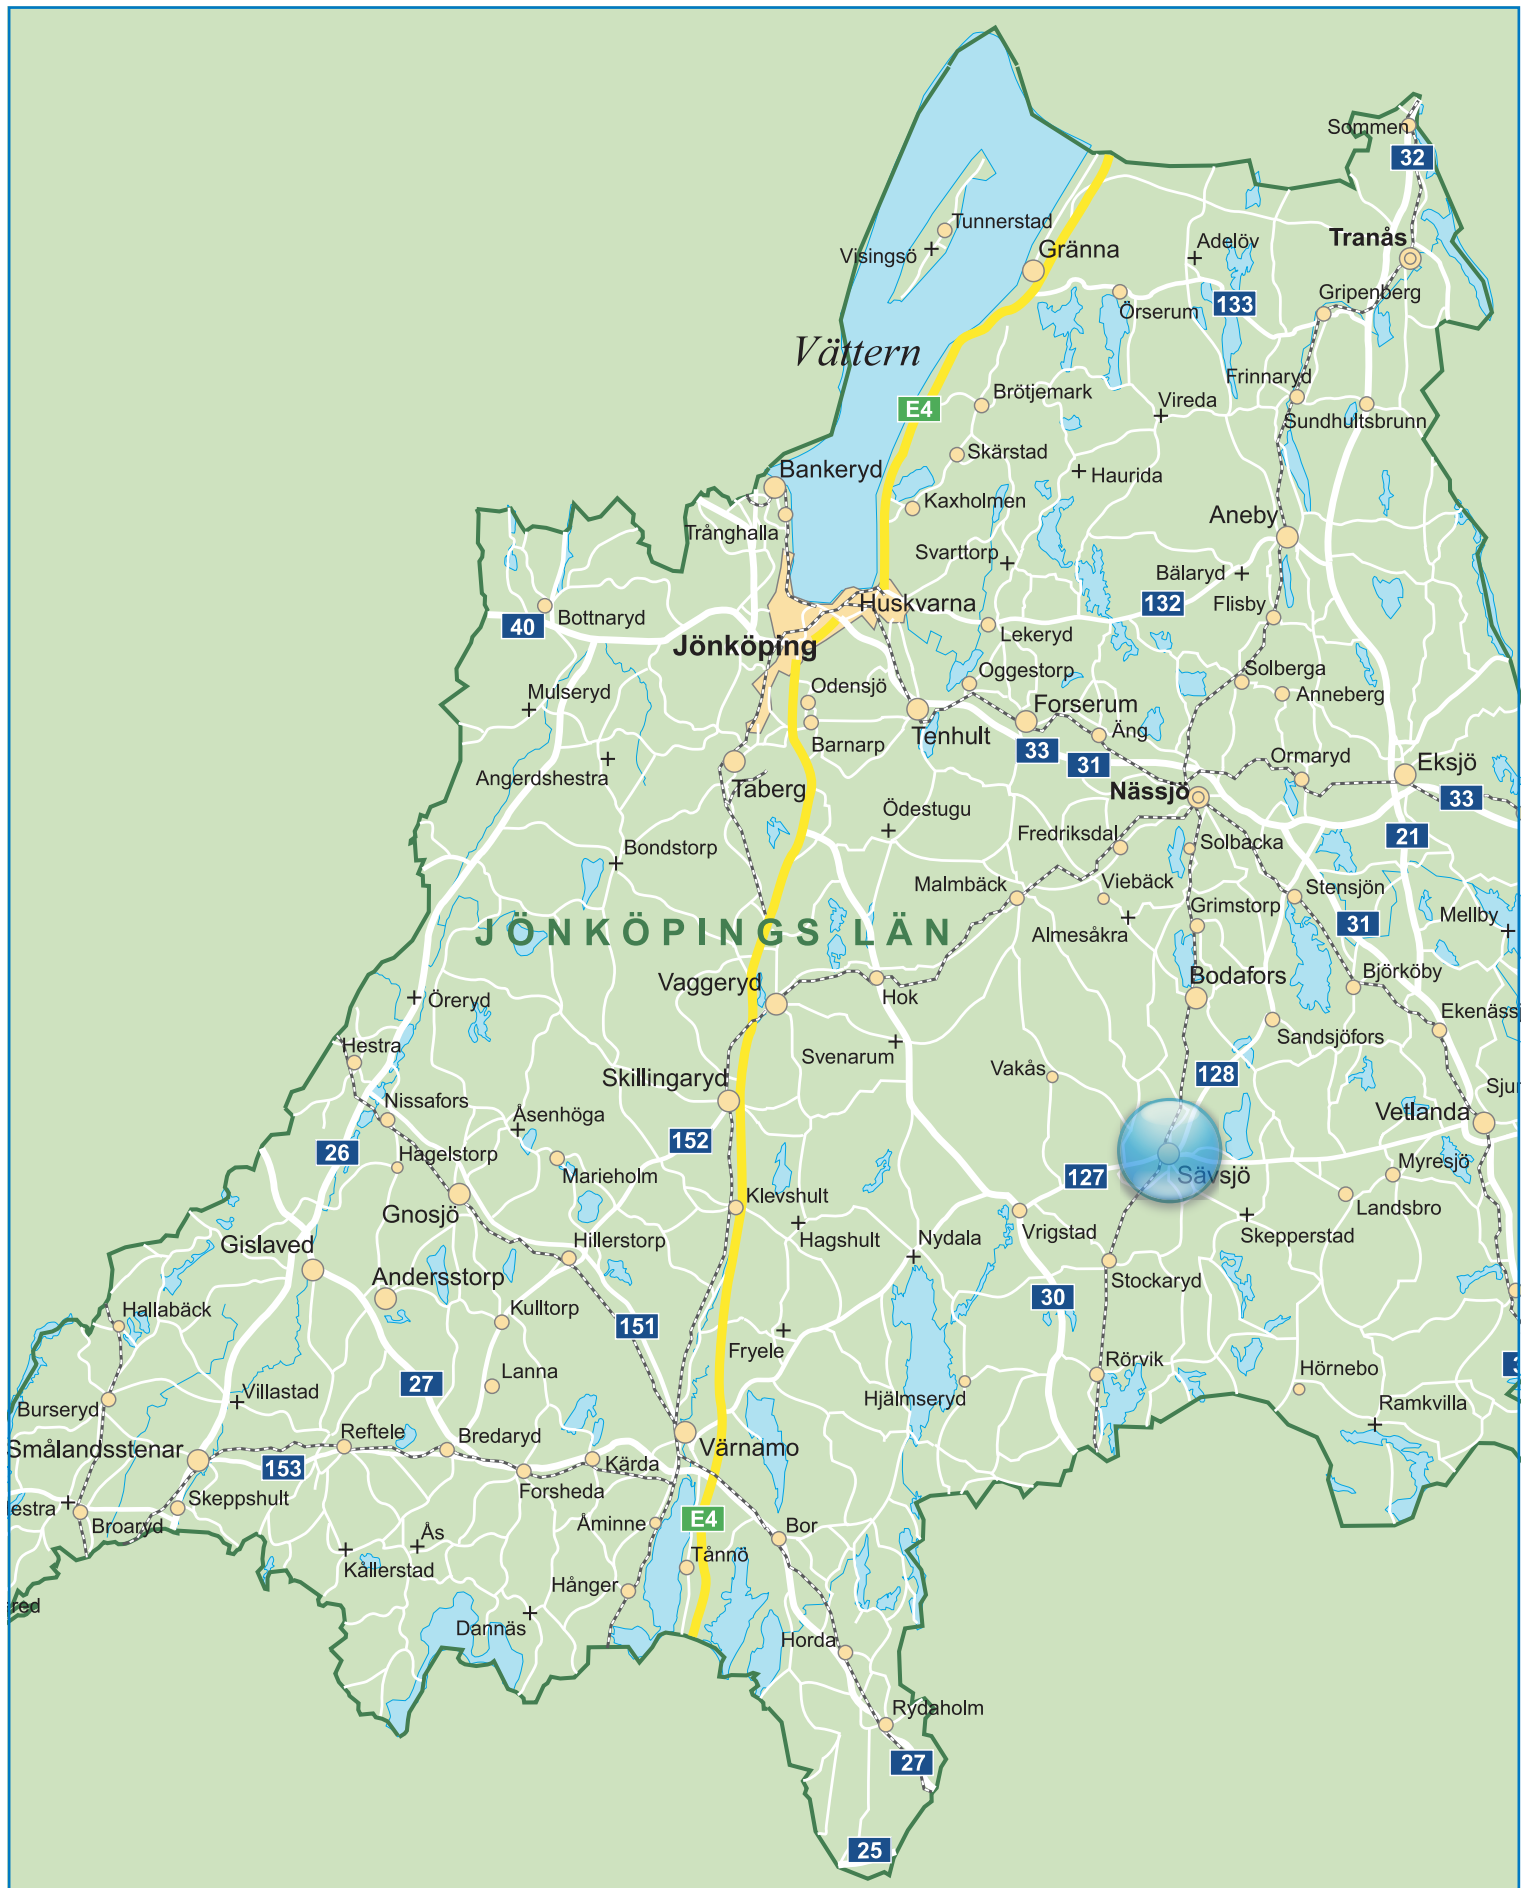 Sommen
32
Tunnerstad
Visingsö
Gränna
Adelöv
Tranås
Örserum
133
Gripenberg
Vättern
Frinnaryd
E4
Brötjemark
Vireda
Sundhultsbrunn
Skärstad
Bankeryd
Haurida
Kaxholmen
Trånghalla
Aneby
Svarttorp
Bälaryd
Huskvarna
132
Flisby
Bottnaryd
40
Lekeryd
Jönköping
Oggestorp
Solberga
Anneberg
Mulseryd
Odensjö
Forserum
Tenhult
Äng
Barnarp
33
31
Ormaryd
Eksjö
Angerdshestra
Taberg
Nässjö
33
Ödestugu
Fredriksdal
Solbacka
21
Bondstorp
Malmbäck
Viebäck
Stensjön
Grimstorp
Mellby
31
Almesåkra
JÖNKÖPINGS LÄN
Vaggeryd
Bodafors
Björköby
Öreryd
Hok
Ekenäss
Sandsjöfors
Hestra
Svenarum
Vakås
128
Skillingaryd
Sjun
Nissafors
Åsenhöga
Vetlanda
152
26
Hagelstorp
Marieholm
127
Sävsjö
Myresjö
Klevshult
Landsbro
Gnosjö
Vrigstad
Skepperstad
Gislaved
Hillerstorp
Hagshult
Nydala
Andersstorp
Stockaryd
30
Hallabäck
Kulltorp
151
Fryele
Rörvik
Hörnebo
Lanna
27
Villastad
Hjälmseryd
Ramkvilla
Burseryd
Reftele
Bredaryd
Smålandsstenar
Värnamo
153
Kärda
Forsheda
Skeppshult
estra
Broaryd
Åminne
E4
Bor
Ås
Tånnö
Kållerstad
Hånger
red
Dannäs
Horda
Rydaholm
27
25